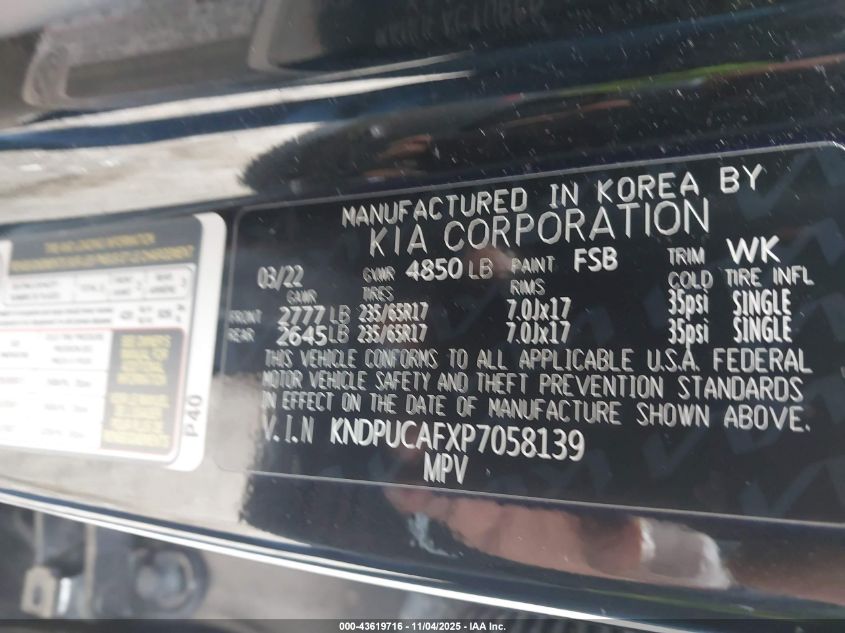 MANUFACTURED IN KOREA BY
KIA CORPORATION
03/22 GVWR 4850 LB PAINT FSB TRIM WK
GAWR TIRES RIMS COLD TIRE INFL
FRONT 2777 LB 235/65R17 7.0Jx17 35psi SINGLE
REAR 2645 LB 235/65R17 7.0Jx17 35psi SINGLE
THIS VEHICLE CONFORMS TO ALL APPLICABLE U.S.A. FEDERAL
MOTOR VEHICLE SAFETY AND THEFT PREVENTION STANDARDS
IN EFFECT ON THE DATE OF MANUFACTURE SHOWN ABOVE.
V.I.N KNDPUCAFXP7058139
MPV
P40
000-43619716 - 11/04/2025 - IAA Inc.